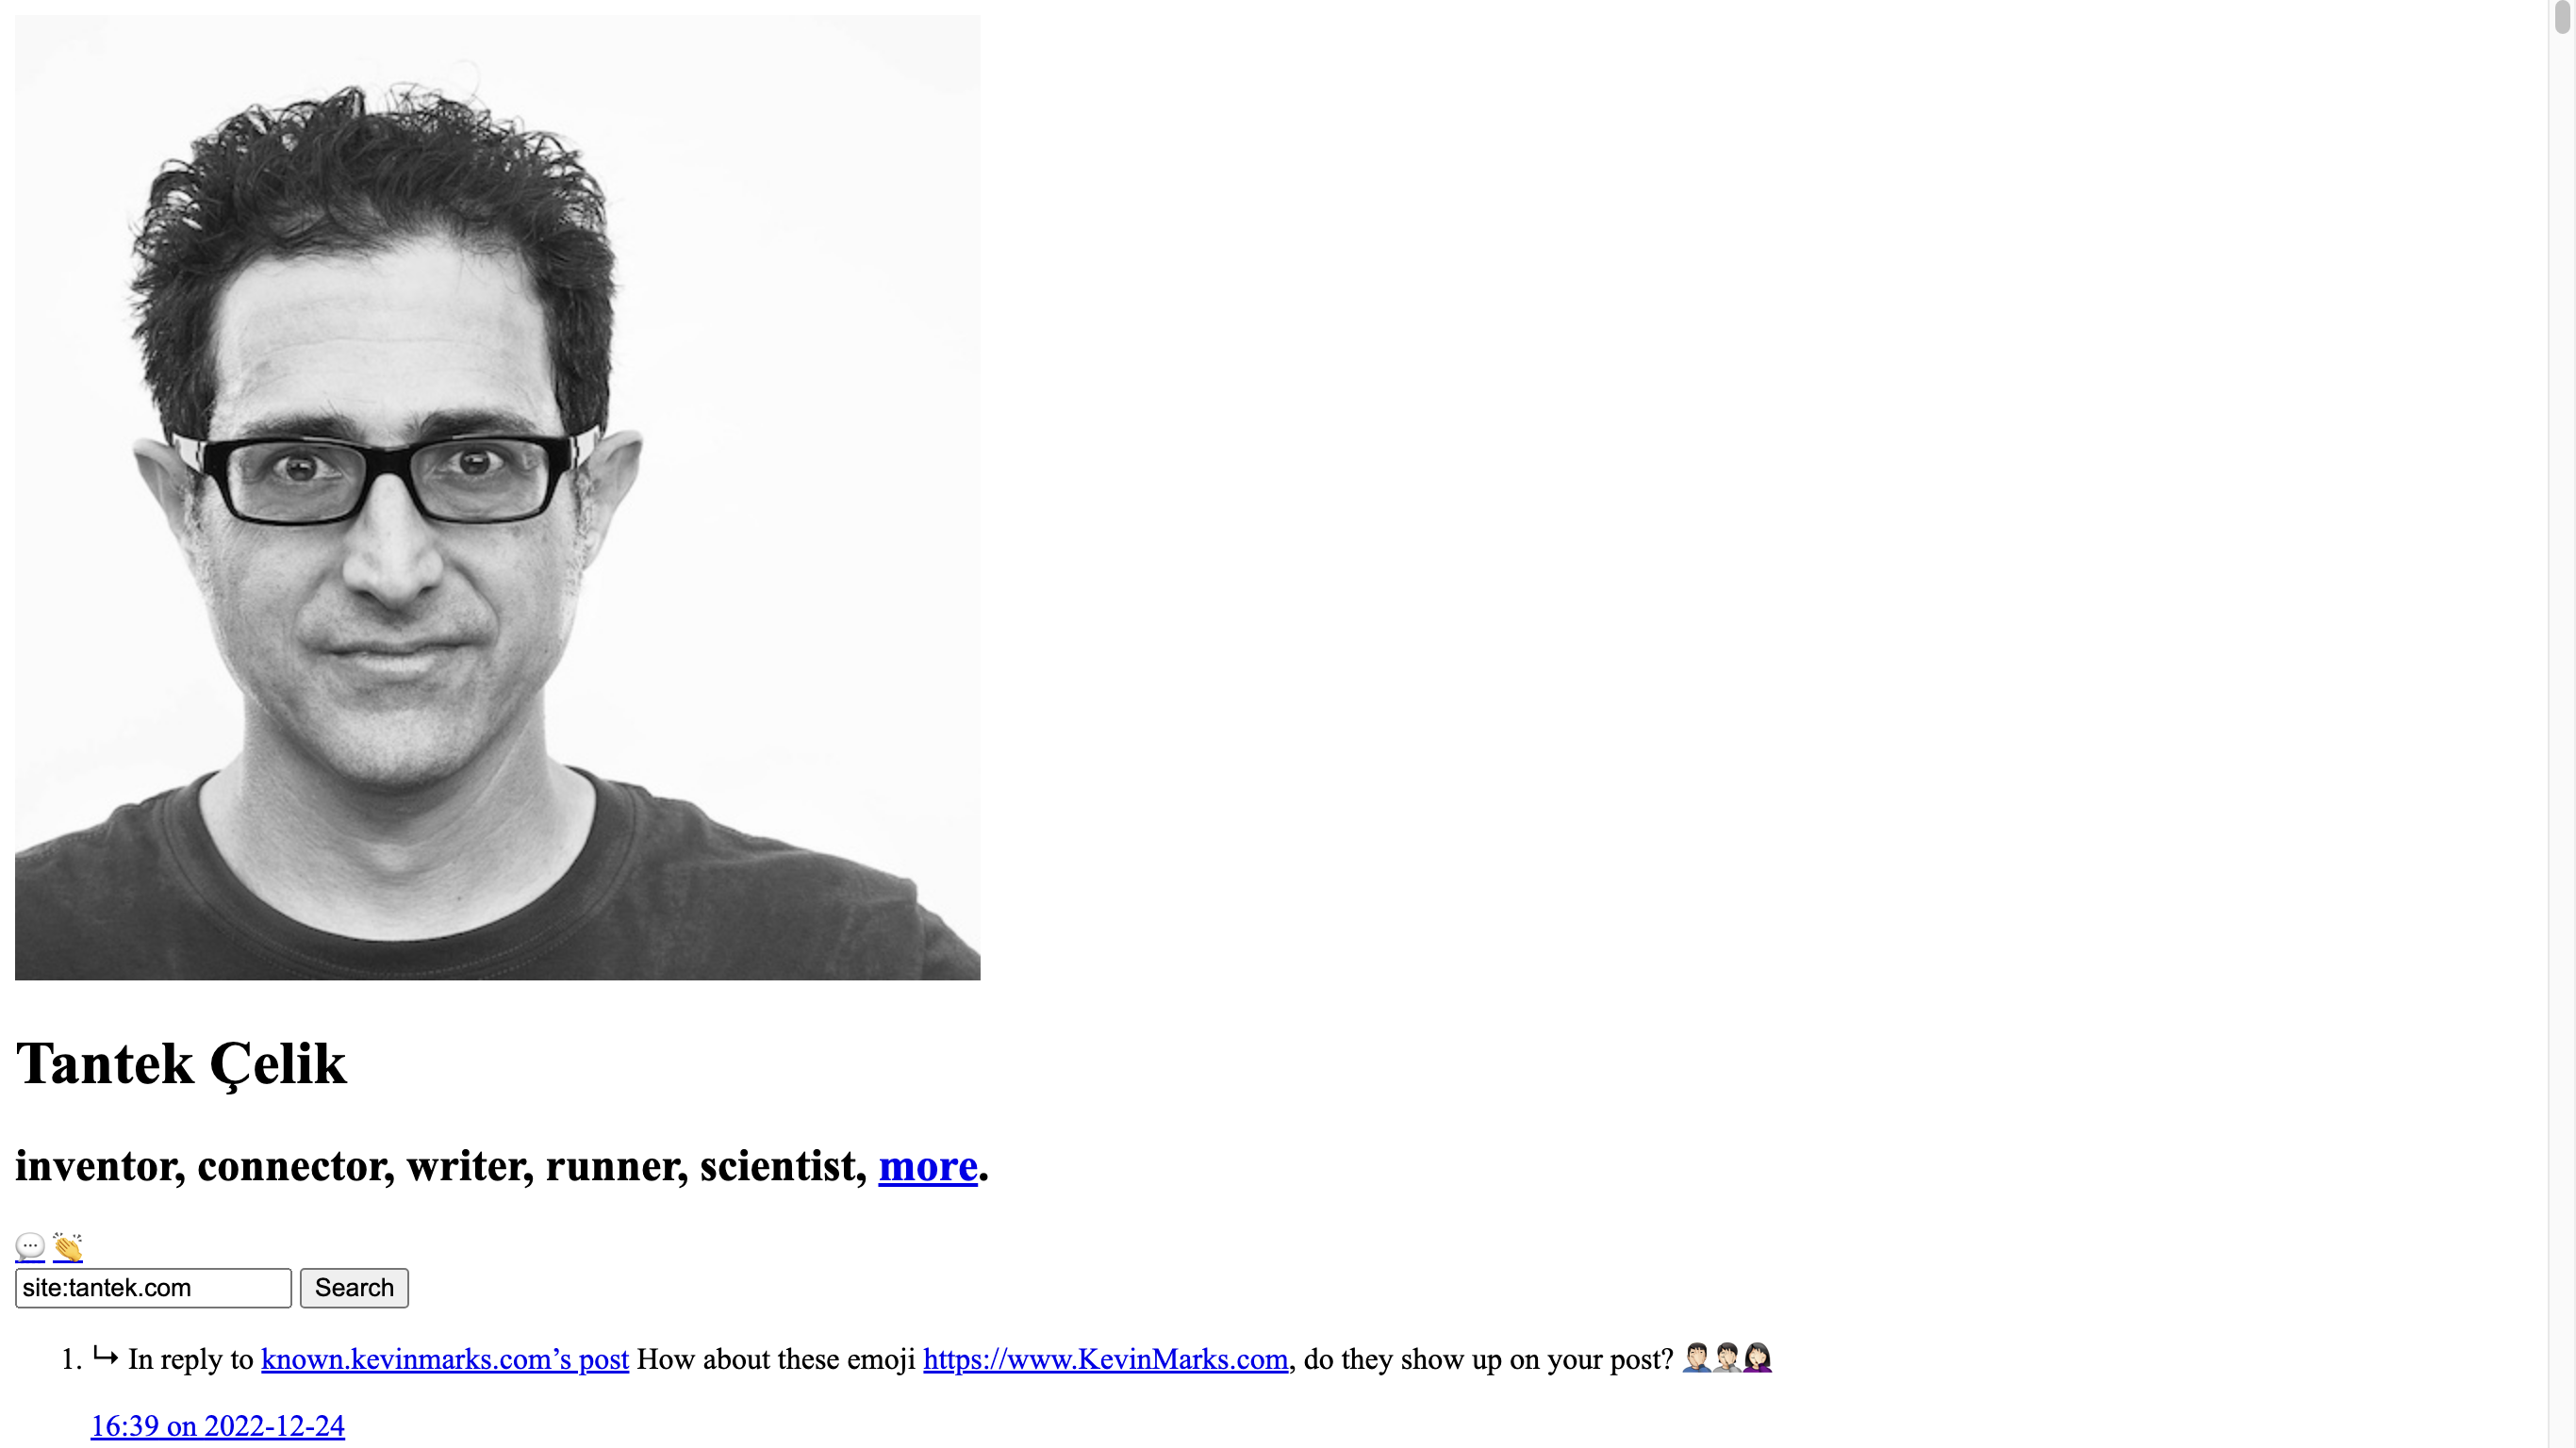 Tantek Çelik
inventor, connector, writer, runner, scientist, more.
💬 👏
site:tantek.com Search
1. ↪ In reply to known.kevinmarks.com’s post How about these emoji https://www.KevinMarks.com, do they show up on your post? 🤦🏻‍♂️🤦🏻🤦🏻‍♀️
16:39 on 2022-12-24